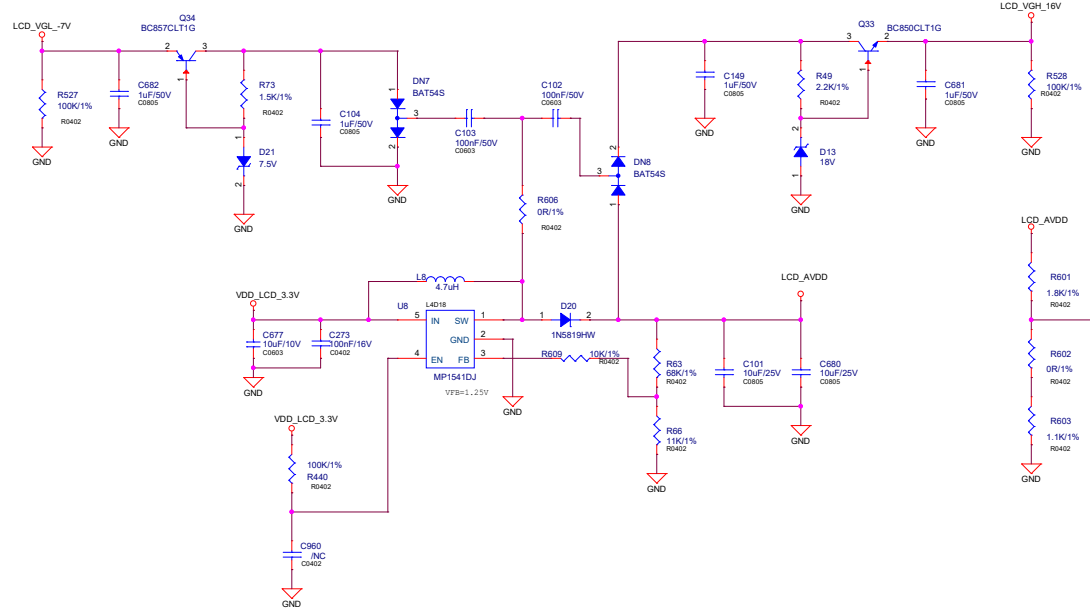 LCD_VGL_-7V
Q34
BC857CLT1G
2
3
1
R527
100K/1%
R0402
GND
C682
1uF/50V
C0805
GND
R73
1.5K/1%
R0402
1
D21
7.5V
2
GND
C104
1uF/50V
C0805
DN7
BAT54S
1
3
2
GND
C103
100nF/50V
C0603
C102
100nF/50V
C0603
2
DN8
BAT54S
3
1
C149
1uF/50V
C0805
GND
Q33
BC850CLT1G
3
2
1
R49
2.2K/1%
R0402
2
D13
18V
1
GND
C681
1uF/50V
C0805
GND
LCD_VGH_16V
R528
100K/1%
R0402
GND
R606
0R/1%
R0402
L8
4.7uH
VDD_LCD_3.3V
C677
10uF/10V
C0603
GND
C273
100nF/16V
C0402
U8
L4D18
5
IN
SW
1
GND
2
4
EN
FB
3
MP1541DJ
VFB=1.25V
GND
D20
1
2
1N5819HW
R609
10K/1%
R0402
R63
68K/1%
R0402
R66
11K/1%
R0402
GND
LCD_AVDD
C101
10uF/25V
C0805
C680
10uF/25V
C0805
GND
LCD_AVDD
R601
1.8K/1%
R0402
R602
0R/1%
R0402
R603
1.1K/1%
R0402
GND
VDD_LCD_3.3V
100K/1%
R440
R0402
C960
/NC
C0402
GND